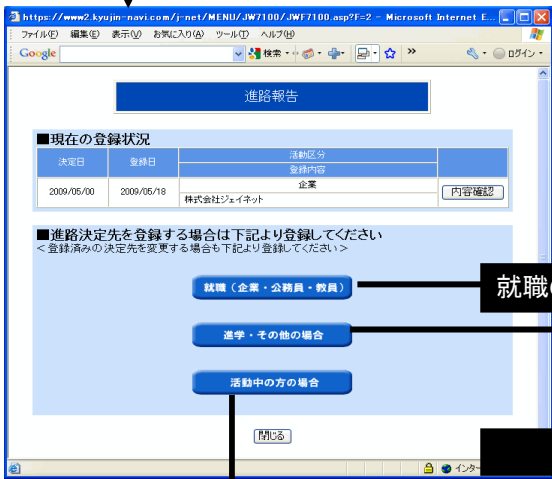 https://www2.kyujin-navi.com/j-net/MENU/JW7100/JWF7100.asp?F=2 - Microsoft Internet E...
ファイル(F) 編集(E) 表示(V) お気に入り(A) ツール(T) ヘルプ(H)
Google 検索 » ログイン
進路報告
■現在の登録状況
決定日 登録日 活動区分
登録内容
2009/05/00 2009/05/18 企業 内容確認
株式会社ジェイネット
■進路決定先を登録する場合は下記より登録してください
<登録済みの決定先を変更する場合も下記より登録してください>
就職（企業・公務員・教員）
就職
進学・その他の場合
活動中の方の場合
閉じる
インター